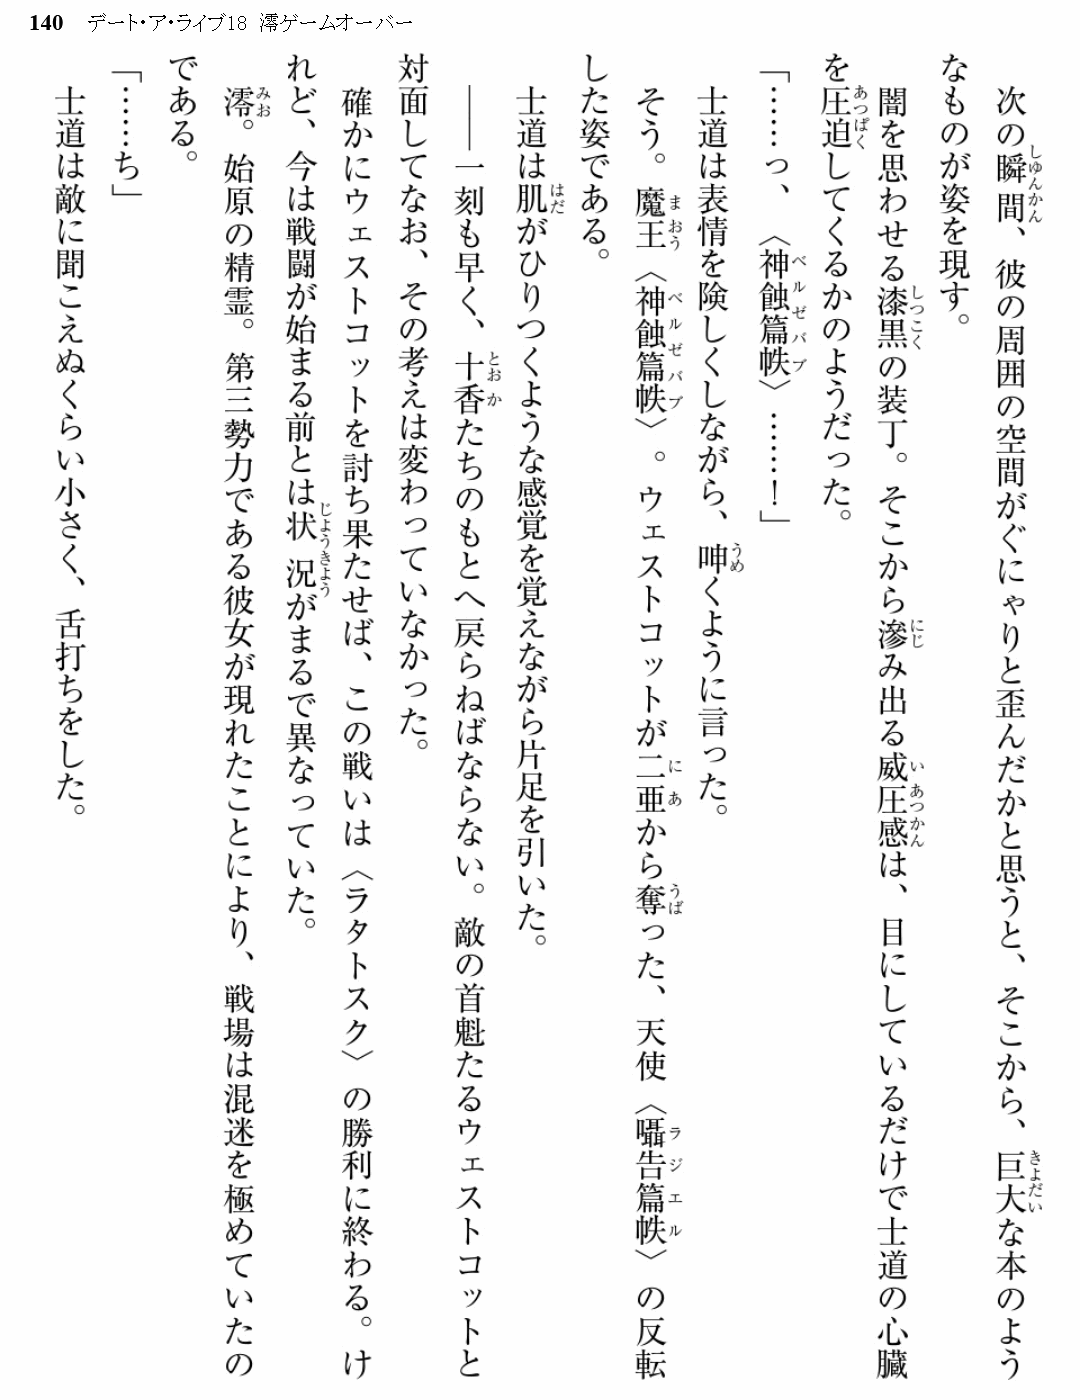 140 デート・ア・ライブ18 澪ゲームオーバー
次の瞬間、彼の周囲の空間がぐにゃりと歪んだかと思うと、そこから、巨大な本のよう
なものが姿を現す。
闇を思わせる漆黒の装丁。そこから滲み出る威圧感は、目にしているだけで士道の心臓
を圧迫してくるかのようだった。
「……っ、〈神蝕篇帙〉……！」
士道は表情を険しくしながら、呻くように言った。
そう。魔王〈神蝕篇帙〉。ウェストコットが二亜から奪った、天使〈囁告篇帙〉の反転
した姿である。
士道は肌がひりつくような感覚を覚えながら片足を引いた。
――一刻も早く、十香たちのもとへ戻らねばならない。敵の首魁たるウェストコットと
対面してなお、その考えは変わっていなかった。
確かにウェストコットを討ち果たせば、この戦いは〈ラタトスク〉の勝利に終わる。け
れど、今は戦闘が始まる前とは状況がまるで異なっていた。
澪。始原の精霊。第三勢力である彼女が現れたことにより、戦場は混迷を極めていたの
である。
「……ち」
士道は敵に聞こえぬくらい小さく、舌打ちをした。